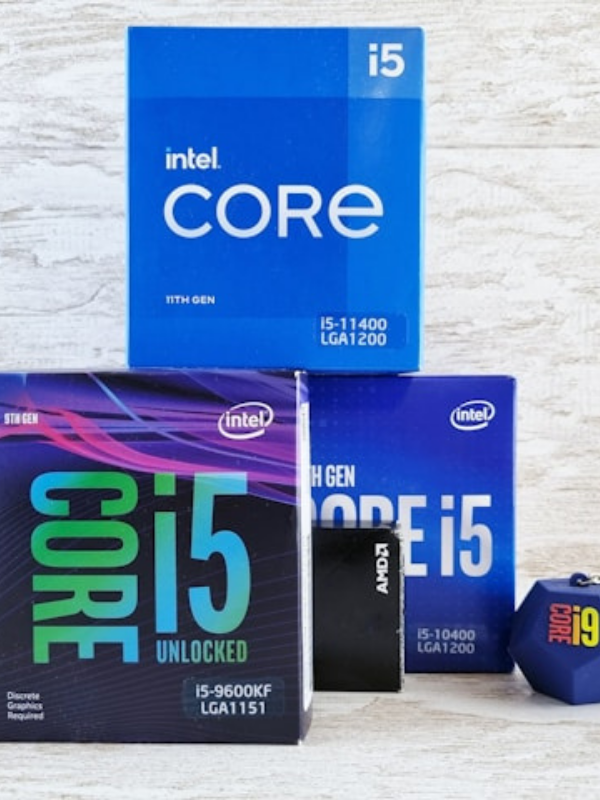 i5
intel.
CORE
11TH GEN
i5-11400
LGA1200
9TH GEN
intel
CORE
i5
UNLOCKED
Discrete
Graphics
Required
i5-9600KF
LGA1151
intel
TH GEN
CORE i5
i5-10400
LGA1200
AMD
CORE
i9